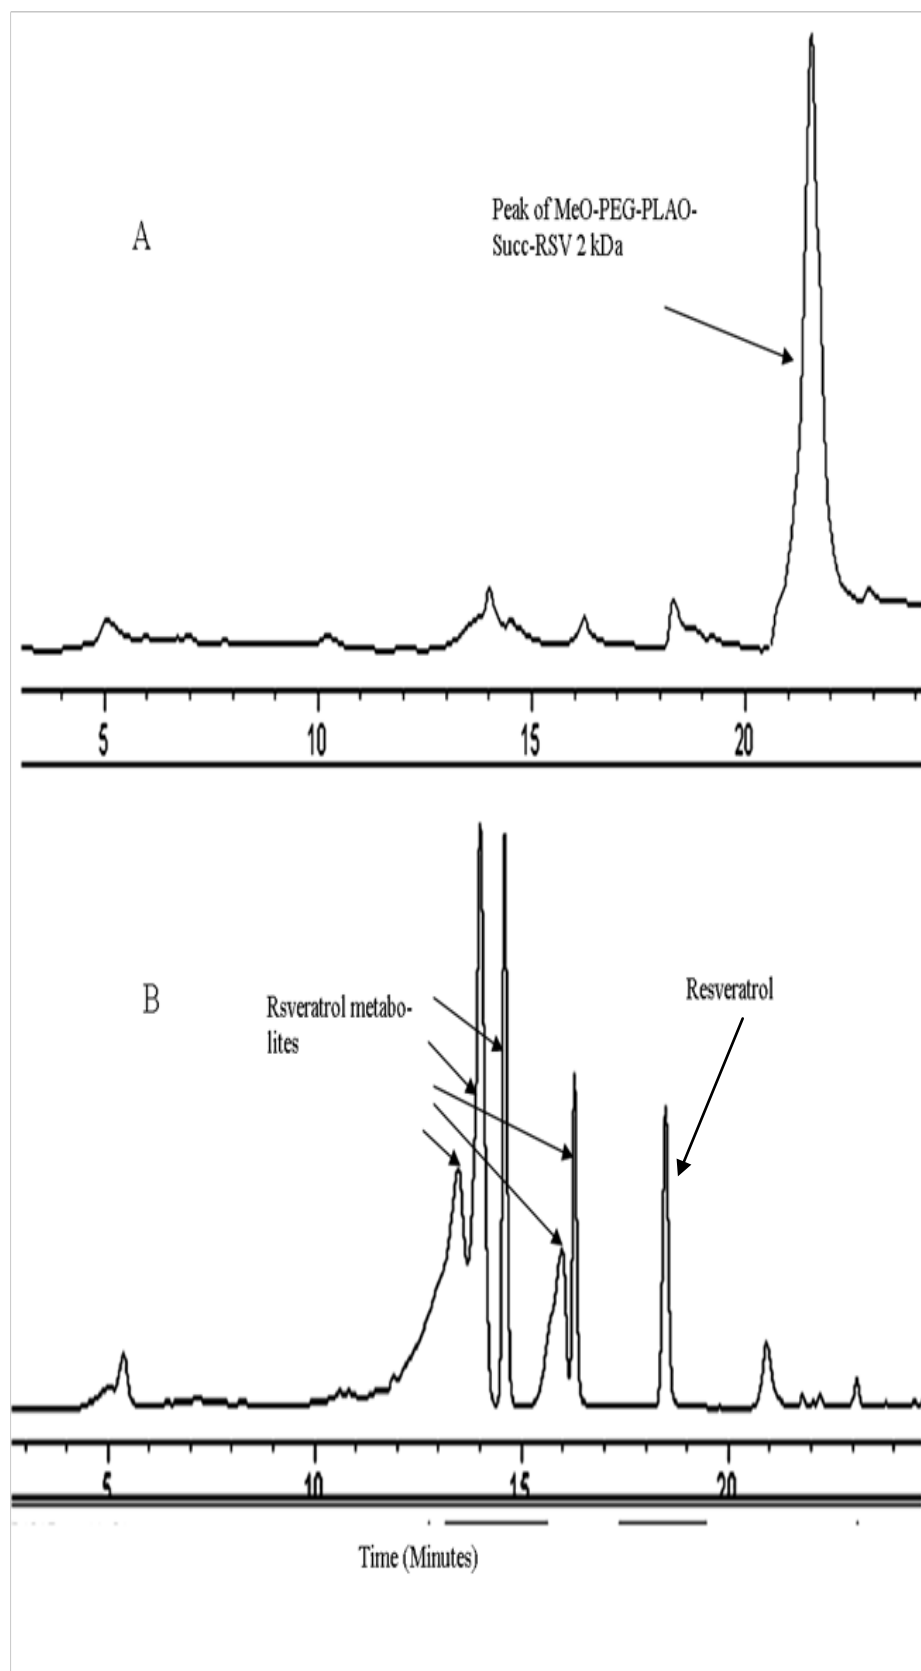 A
Peak of MeO-PEG-PLAO-
Succ-RSV 2 kDa
5 10 15 20
B
Rsveratrol metabo-
lites
Resveratrol
5 10 15 20
Time (Minutes)